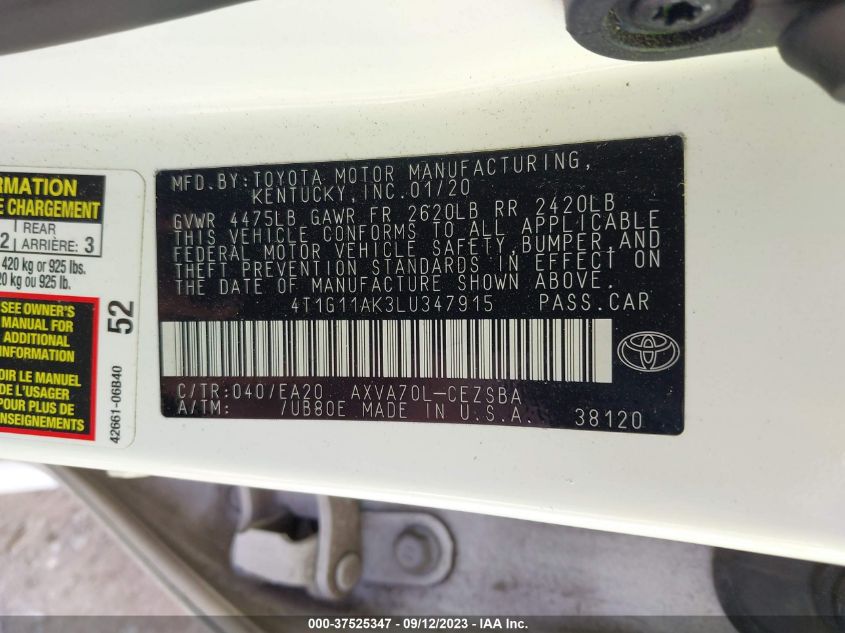 RMATION
E CHARGEMENT
2 REAR
ARRIÈRE: 3
420 kg or 925 lbs.
20 kg ou 925 lb.
SEE OWNER'S
MANUAL FOR
ADDITIONAL
INFORMATION
OIR LE MANUEL
DE L'USAGER
POUR PLUS DE
NSEIGNEMENTS
52
42661-06B40
MFD.BY:TOYOTA MOTOR MANUFACTURING,
KENTUCKY,INC.01/20
GVWR 4475LB GAWR FR 2620LB RR 2420LB
THIS VEHICLE CONFORMS TO ALL APPLICABLE
FEDERAL MOTOR VEHICLE SAFETY,BUMPER,AND
THEFT PREVENTION STANDARDS IN EFFECT ON
THE DATE OF MANUFACTURE SHOWN ABOVE.
4T1G11AK3LU347915 PASS.CAR
C/TR:040/EA20 AXVA70L-CEZSBA
A/TM: /UB80E MADE IN U.S.A. 38120
000-37525347 - 09/12/2023 - IAA Inc.